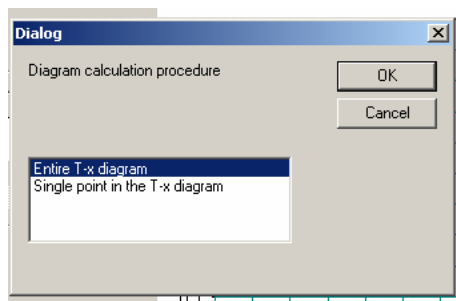 Dialog
Diagram calculation procedure
OK
Cancel
Entire T-x diagram
Single point in the T-x diagram